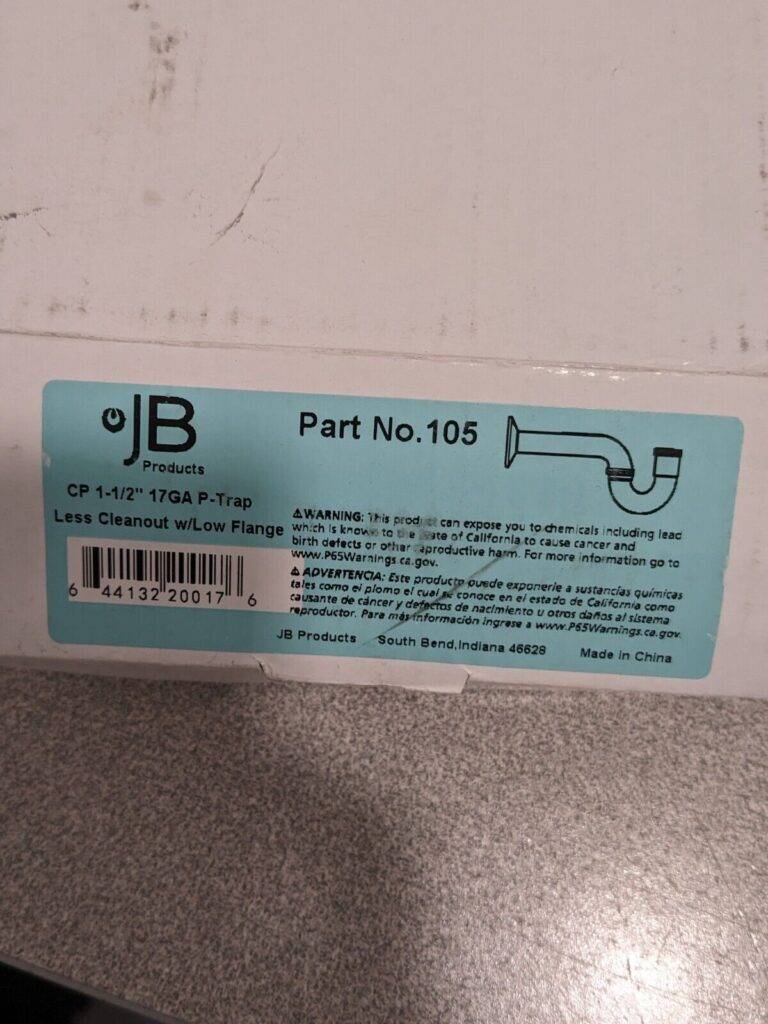 JB
Products
Part No.105
CP 1-1/2" 17GA P-Trap
Less Cleanout w/Low Flange
6 44132 20017 6
⚠WARNING: This product can expose you to chemicals including lead
which is known to the state of California to cause cancer and
birth defects or other reproductive harm. For more information go to
www.P65Warnings.ca.gov.
⚠ADVERTENCIA: Este producto puede exponerle a sustancias químicas
tales como el plomo el cual se conoce en el estado de California como
causante de cáncer y defectos de nacimiento u otros daños al sistema
reproductor. Para más información ingrese a www.P65Warnings.ca.gov.
JB Products South Bend,Indiana 46628 Made in China